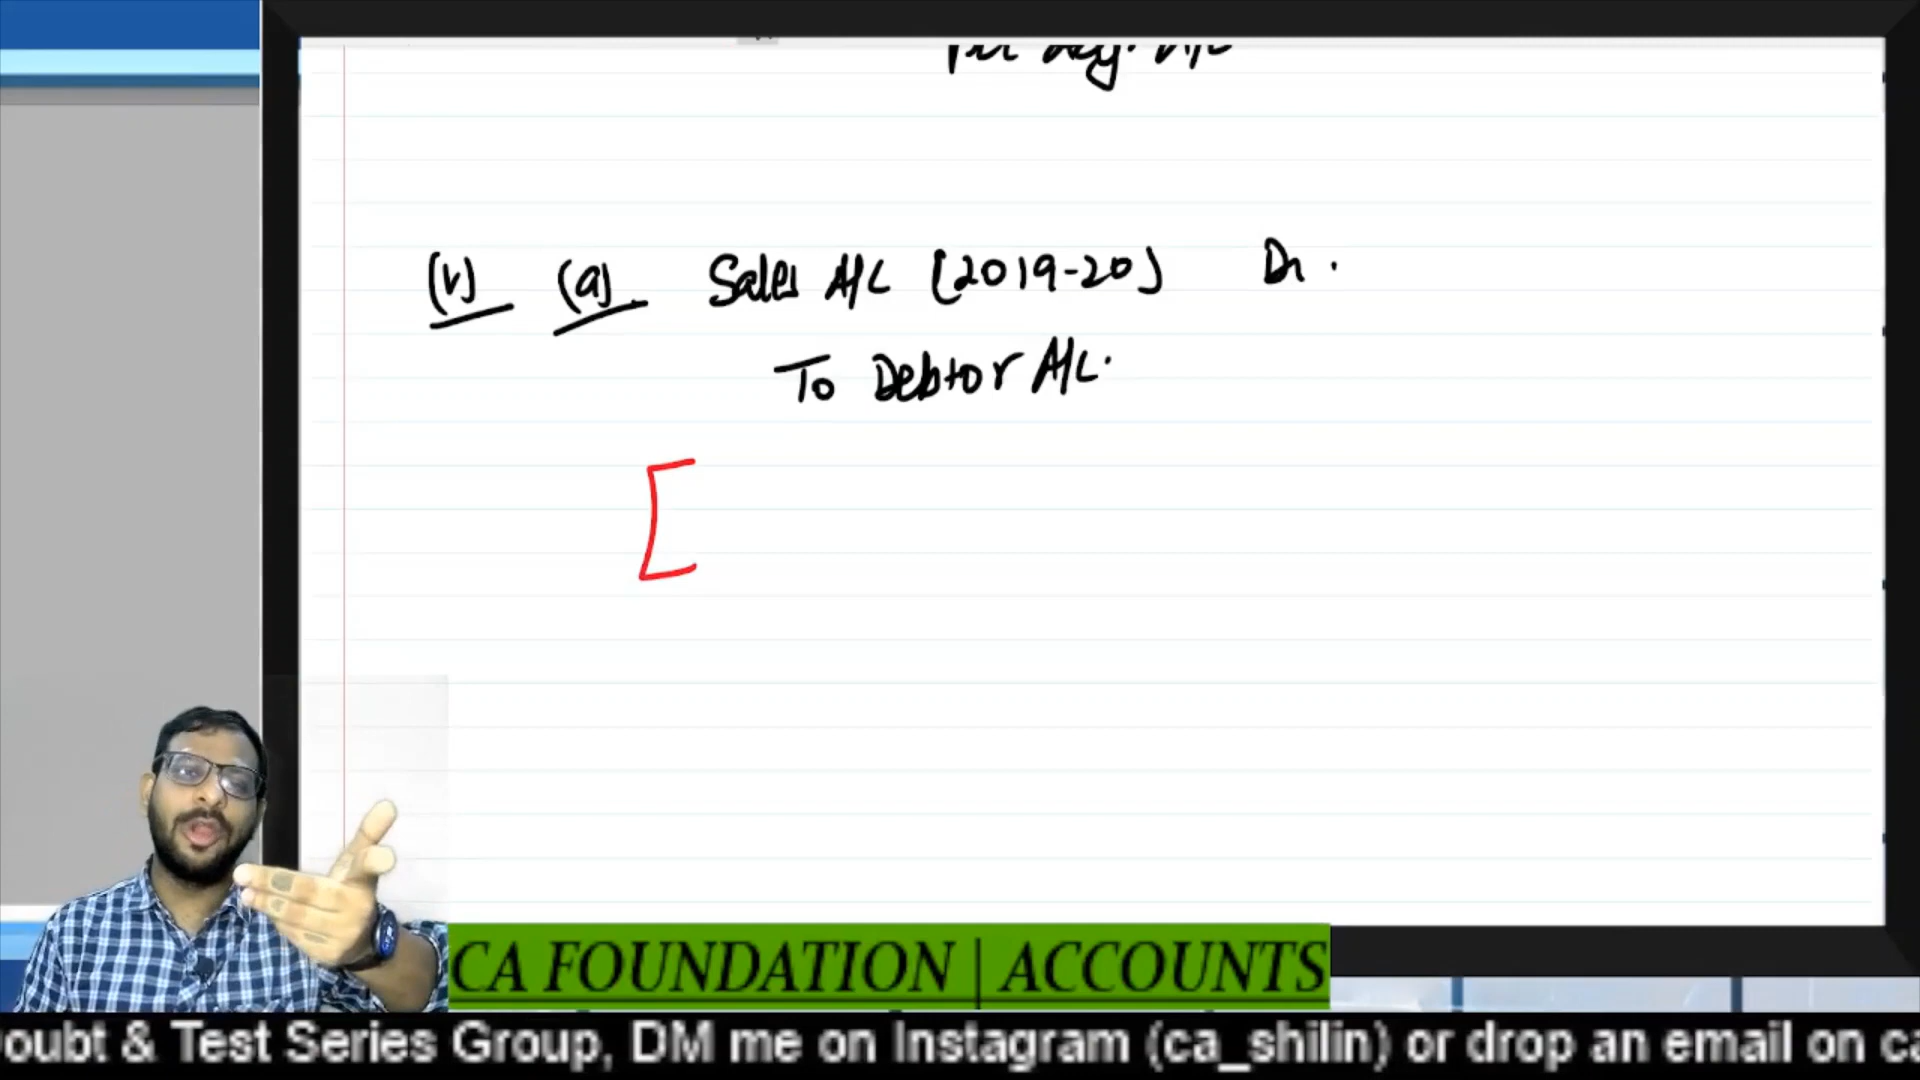 (v) (a) Sales A/C (2019-20) Dr.
To Debtor A/C.
CA FOUNDATION | ACCOUNTS
oubt & Test Series Group, DM me on Instagram (ca_shilin) or drop an email on ca